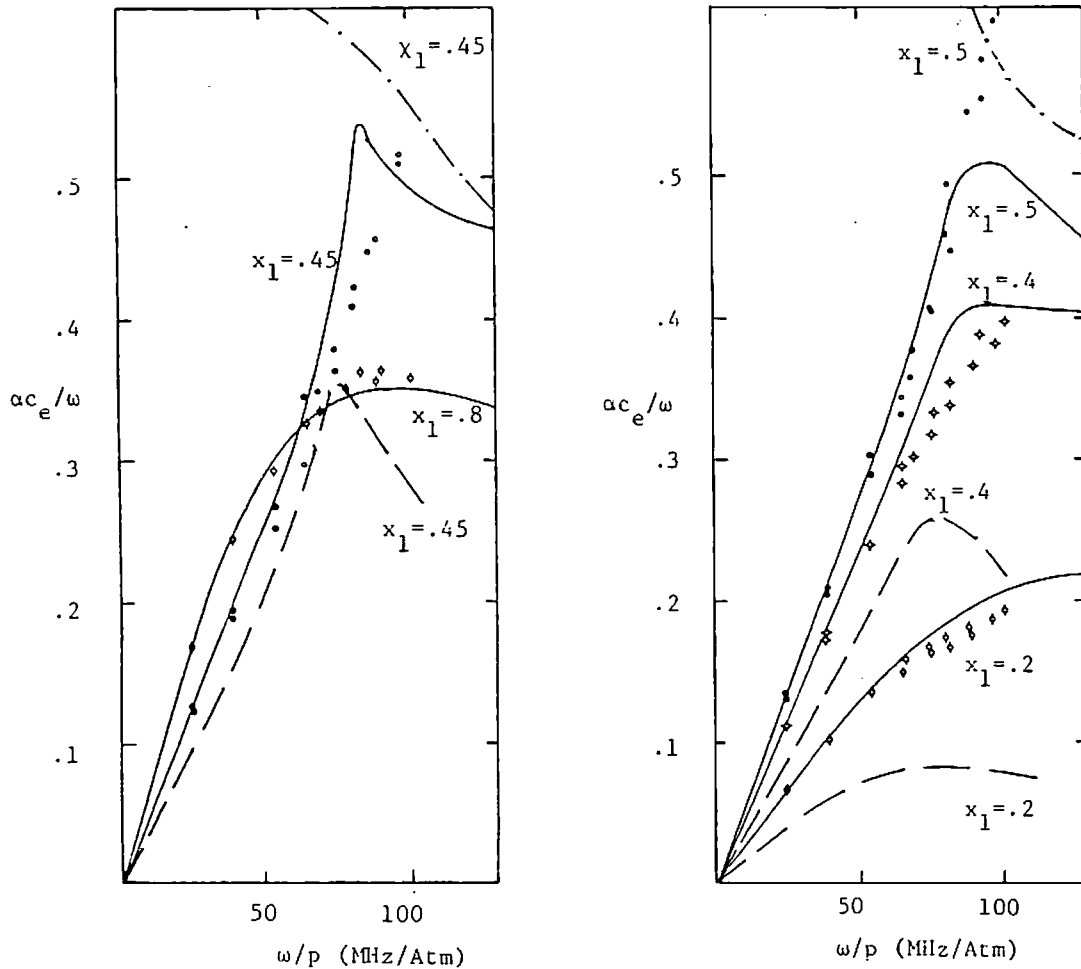 x₁=.45
.5
x₁=.45
.4
αcₑ/ω
x₁=.8
.3
x₁=.45
.2
.1
50
100
ω/p (MHz/Atm)
x₁=.5
.5
x₁=.5
x₁=.4
.4
αcₑ/ω
.3
x₁=.4
.2
x₁=.2
.1
x₁=.2
50
100
ω/p (MHz/Atm)